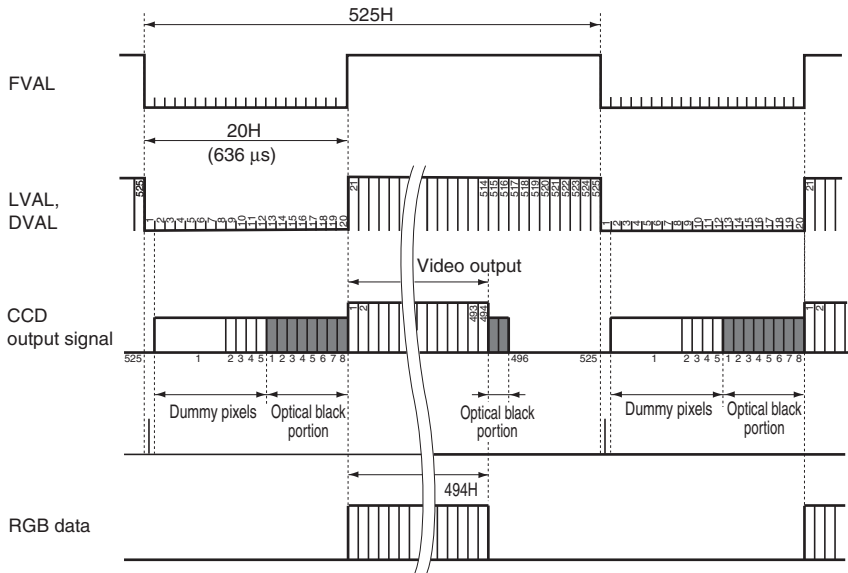 525H
FVAL
20H
(636 μs)
LVAL,
DVAL
525 1 2 3 4 5 6 7 8 9 10 11 12 13 14 15 16 17 18 19 20 21 514 515 516 517 518 519 520 521 522 523 524 525 1 2 3 4 5 6 7 8 9 10 11 12 13 14 15 16 17 18 19 20 21
Video output
CCD
output signal
1 2 493 494 1 2
525 1 2 3 4 5 1 2 3 4 5 6 7 8 496 525 1 2 3 4 5 1 2 3 4 5 6 7 8
Dummy pixels Optical black
portion
Optical black
portion
Dummy pixels Optical black
portion
494H
RGB data